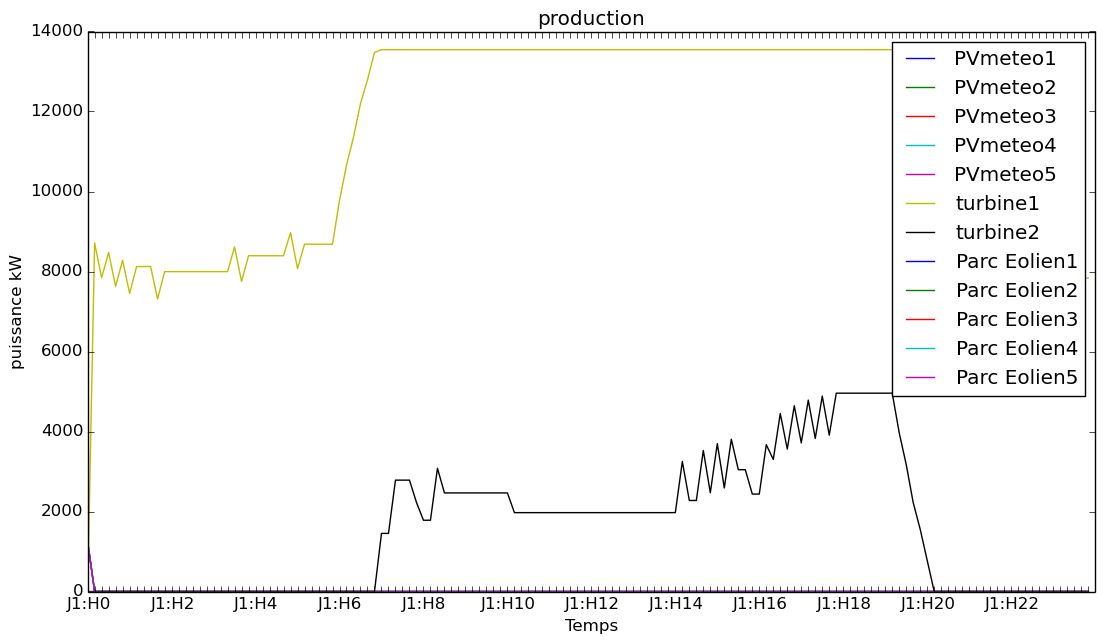 production
14000
12000
10000
8000
6000
4000
2000
0
puissance kW
PVmeteo1
PVmeteo2
PVmeteo3
PVmeteo4
PVmeteo5
turbine1
turbine2
Parc Eolien1
Parc Eolien2
Parc Eolien3
Parc Eolien4
Parc Eolien5
J1:H0 J1:H2 J1:H4 J1:H6 J1:H8 J1:H10 J1:H12 J1:H14 J1:H16 J1:H18 J1:H20 J1:H22
Temps